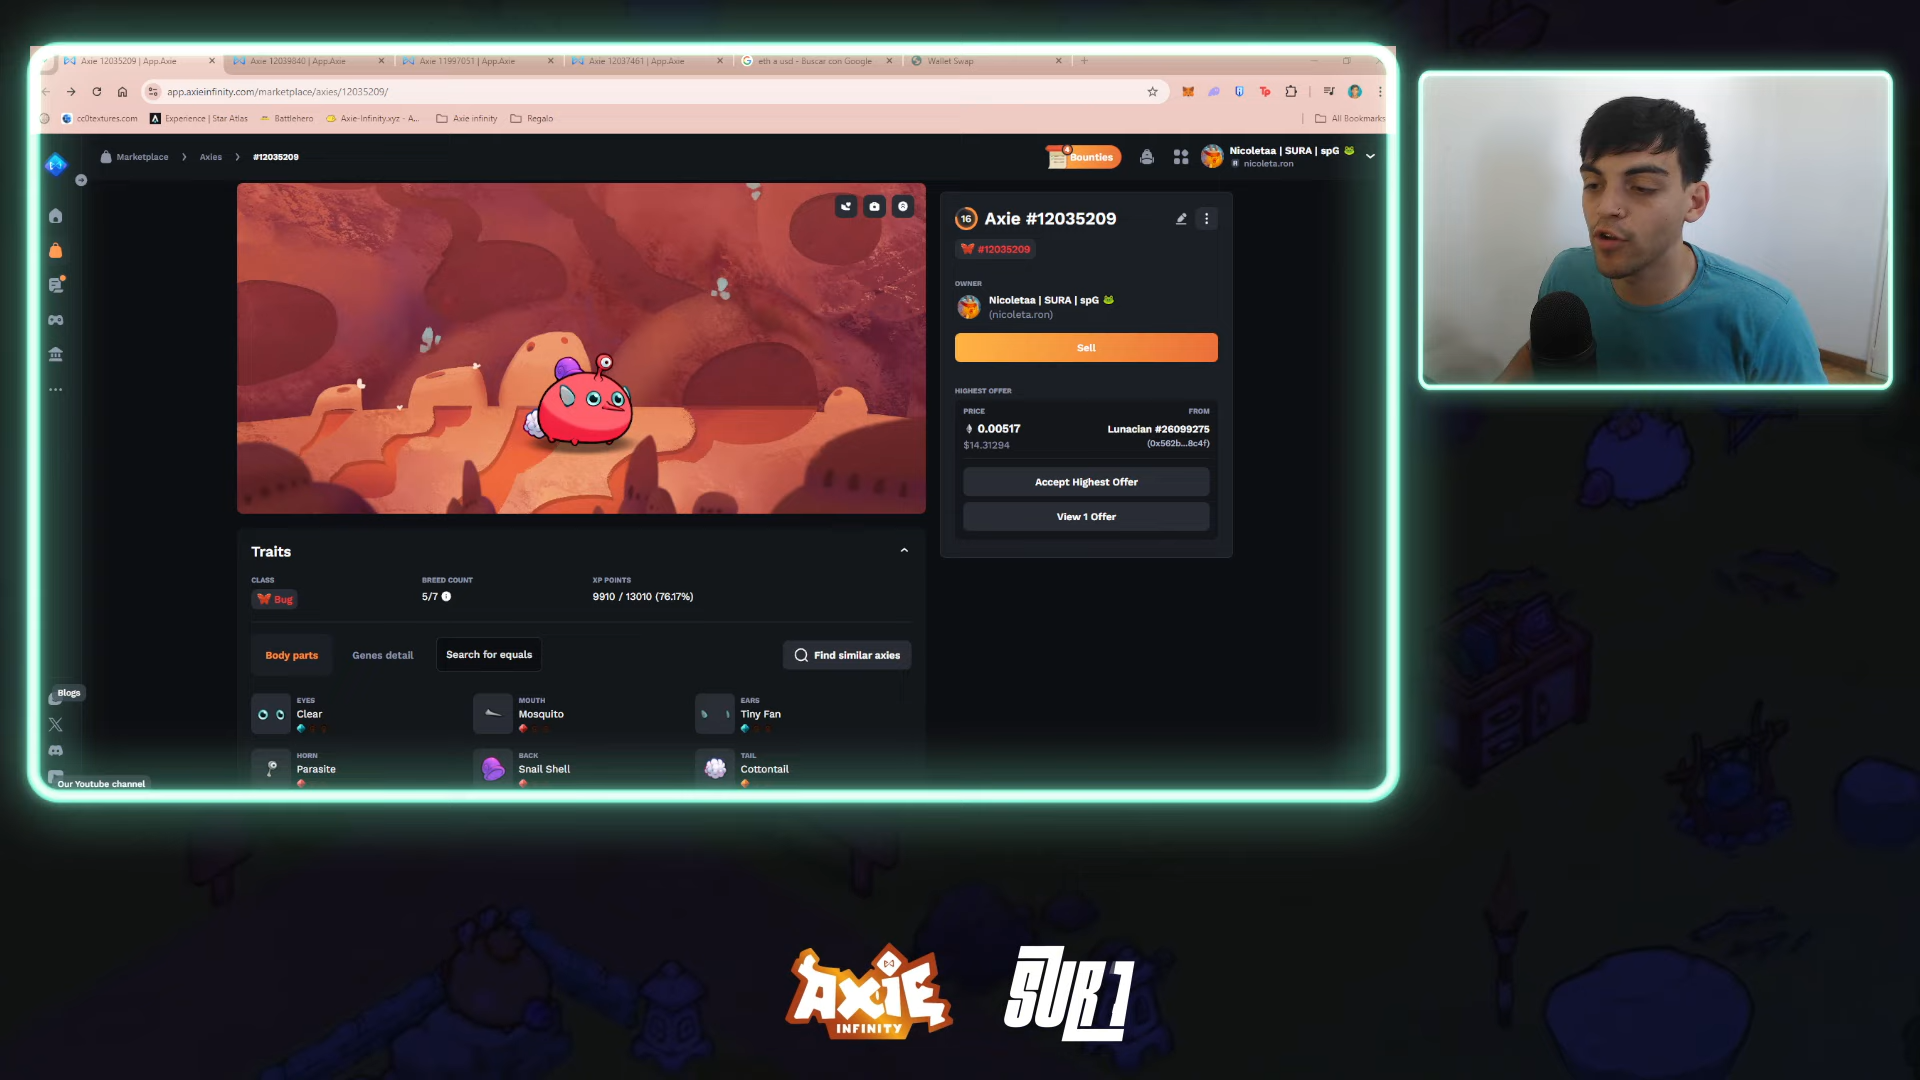 Axie 12035209 | App.Axie
Axie 12039840 | App.Axie
Axie 11997051 | App.Axie
Axie 12037461 | App.Axie
eth a usd - Buscar con Google
Wallet Swap
app.axieinfinity.com/marketplace/axies/12035209/
cc0textures.com
Experience | Star Atlas
Battlehero
Axie-Infinity.xyz - A...
Axie infinity
Regalo
All Bookmarks
Marketplace
Axies
#12035209
4
Bounties
Nicoletaa | SURA | spG
nicoleta.ron
16
Axie #12035209
#12035209
OWNER
Nicoletaa | SURA | spG
(nicoleta.ron)
Sell
HIGHEST OFFER
PRICE
FROM
0.00517
Lunacian #26099275
$14.31294
(0x562b...8c4f)
Accept Highest Offer
View 1 Offer
Traits
CLASS
BREED COUNT
XP POINTS
Bug
5/7
9910 / 13010 (76.17%)
Body parts
Genes detail
Search for equals
Find similar axies
EYES
Clear
MOUTH
Mosquito
EARS
Tiny Fan
HORN
Parasite
BACK
Snail Shell
TAIL
Cottontail
Blogs
Our Youtube channel
AXIE
INFINITY
SUR1